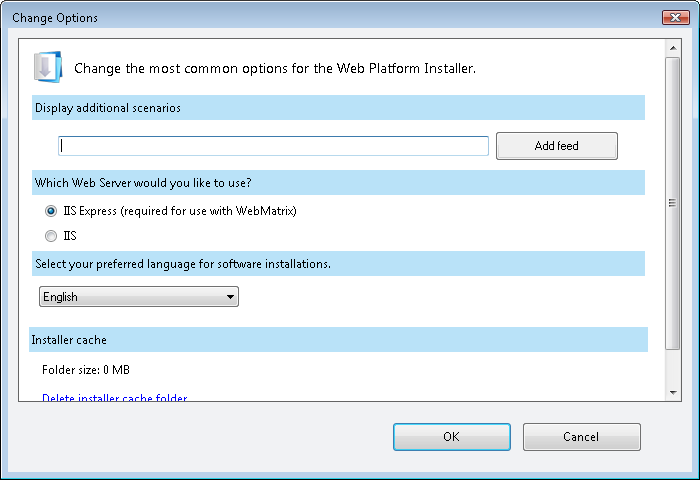 Change Options
Change the most common options for the Web Platform Installer.
Display additional scenarios
Add feed
Which Web Server would you like to use?
IIS Express (required for use with WebMatrix)
IIS
Select your preferred language for software installations.
English
Installer cache
Folder size: 0 MB
Delete installer cache folder
OK
Cancel